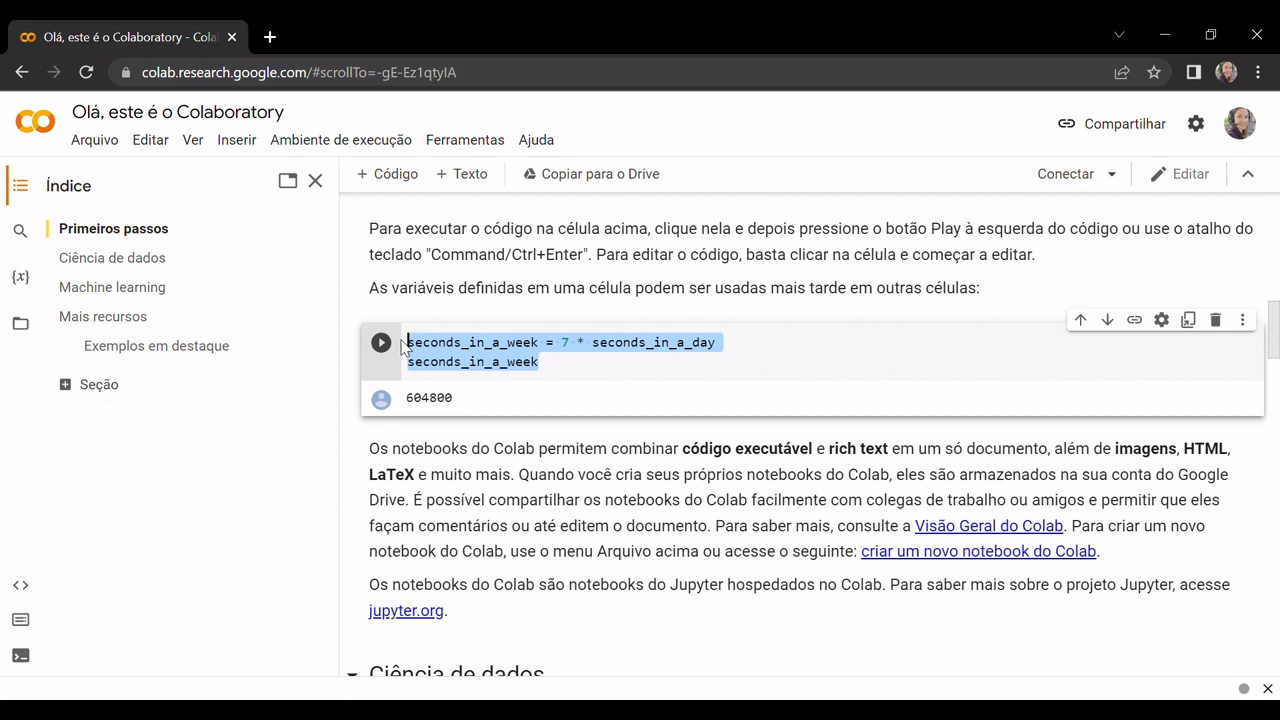 Olá, este é o Colaboratory - Cola
colab.research.google.com/#scrollTo=-gE-Ez1qtyIA
Olá, este é o Colaboratory
Arquivo Editar Ver Inserir Ambiente de execução Ferramentas Ajuda
Compartilhar
Índice
+ Código + Texto Copiar para o Drive
Conectar Editar
Primeiros passos
Ciência de dados
Machine learning
Mais recursos
Exemplos em destaque
Seção
{x}
<>
Para executar o código na célula acima, clique nela e depois pressione o botão Play à esquerda do código ou use o atalho do
teclado "Command/Ctrl+Enter". Para editar o código, basta clicar na célula e começar a editar.
As variáveis definidas em uma célula podem ser usadas mais tarde em outras células:
seconds_in_a_week = 7 * seconds_in_a_day
seconds_in_a_week
604800
Os notebooks do Colab permitem combinar código executável e rich text em um só documento, além de imagens, HTML,
LaTeX e muito mais. Quando você cria seus próprios notebooks do Colab, eles são armazenados na sua conta do Google
Drive. É possível compartilhar os notebooks do Colab facilmente com colegas de trabalho ou amigos e permitir que eles
façam comentários ou até editem o documento. Para saber mais, consulte a Visão Geral do Colab. Para criar um novo
notebook do Colab, use o menu Arquivo acima ou acesse o seguinte: criar um novo notebook do Colab.
Os notebooks do Colab são notebooks do Jupyter hospedados no Colab. Para saber mais sobre o projeto Jupyter, acesse
jupyter.org.
Ciência de dados